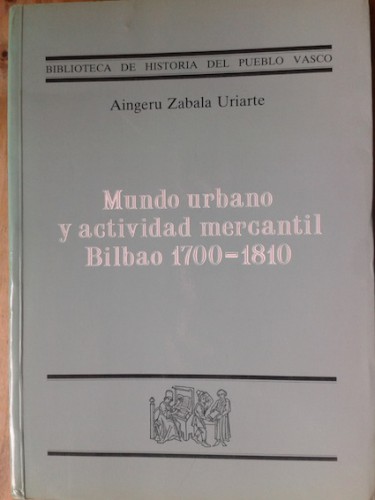 BIBLIOTECA DE HISTORIA DEL PUEBLO VASCO
Aingeru Zabala Uriarte
Mundo urbano
y actividad mercantil
Bilbao 1700-1810